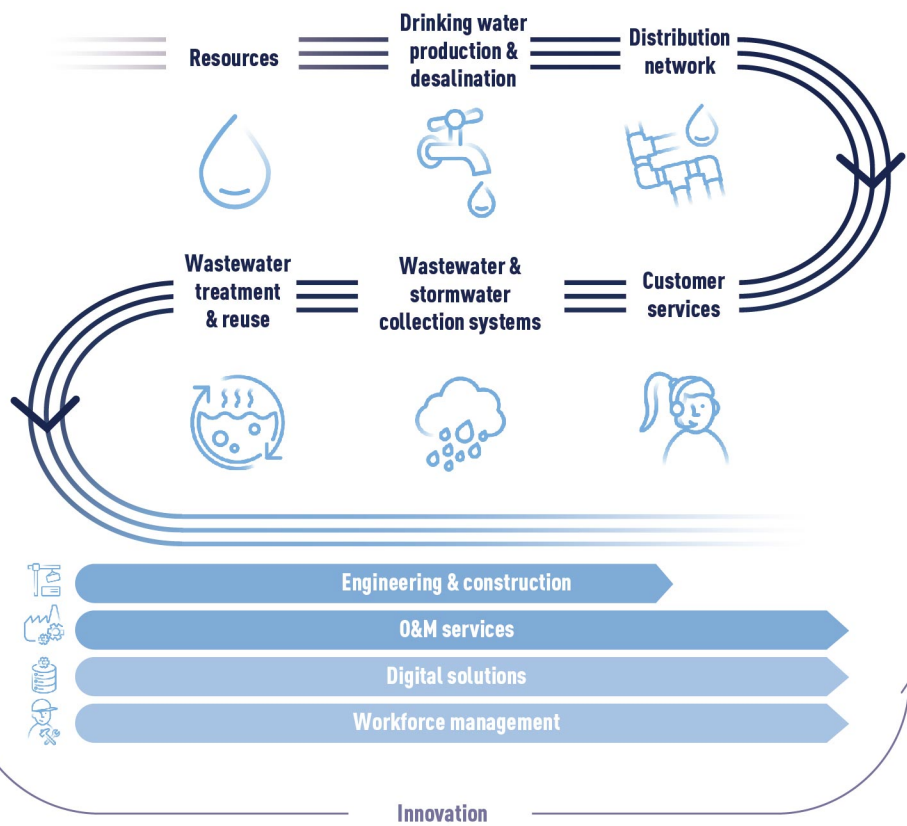 Resources
Drinking water
production &
desalination
Distribution
network
Wastewater
treatment
& reuse
Wastewater &
stormwater
collection systems
Customer
services
Engineering & construction
O&M services
Digital solutions
Workforce management
Innovation